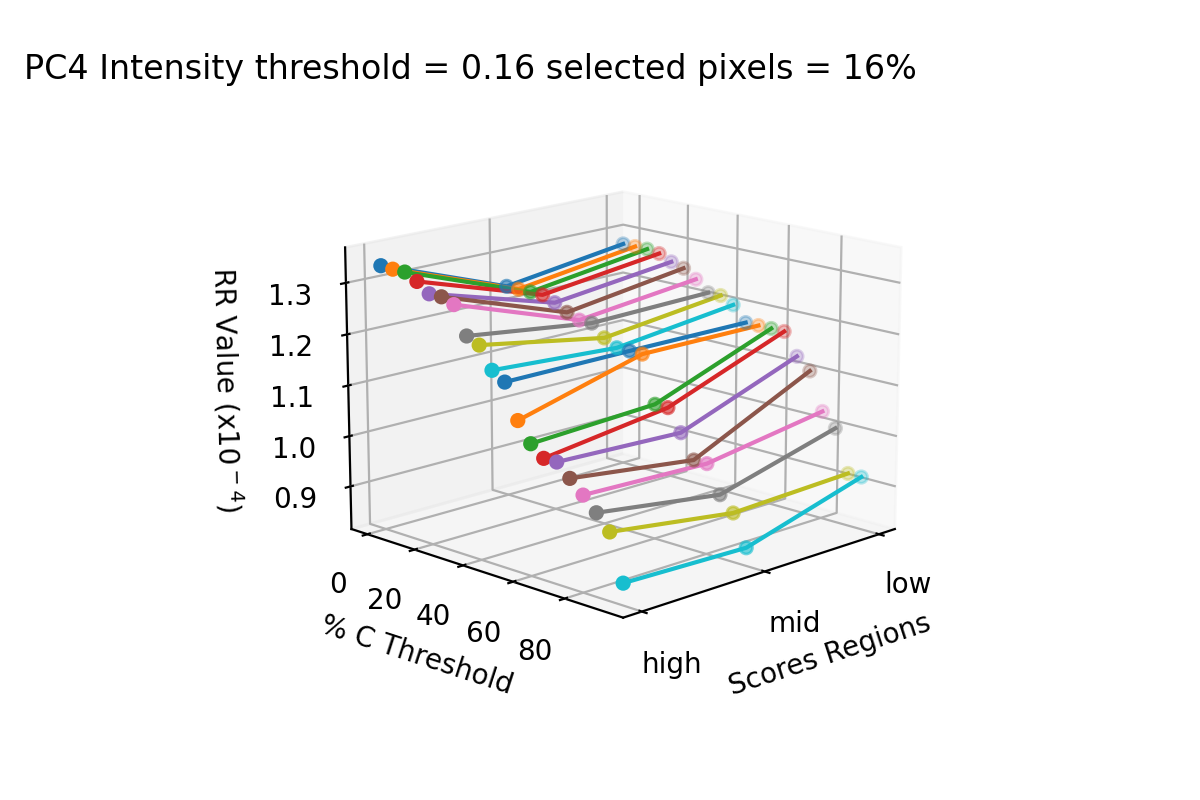 PC4 Intensity threshold = 0.16 selected pixels = 16%
RR Value (x10⁻⁴)
1.3
1.2
1.1
1.0
0.9
0
20
40
60
80
% C Threshold
high
mid
low
Scores Regions